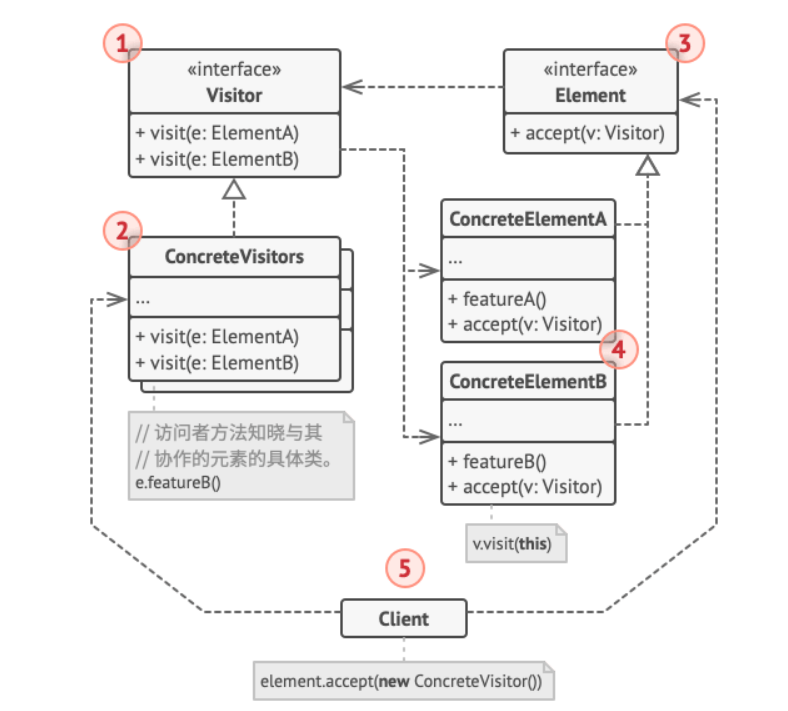 1
«interface»
Visitor
+ visit(e: ElementA)
+ visit(e: ElementB)
3
«interface»
Element
+ accept(v: Visitor)
2
ConcreteVisitors
...
+ visit(e: ElementA)
+ visit(e: ElementB)
// 访问者方法知晓与其
// 协作的元素的具体类。
e.featureB()
ConcreteElementA
...
+ featureA()
+ accept(v: Visitor)
4
ConcreteElementB
...
+ featureB()
+ accept(v: Visitor)
v.visit(this)
5
Client
element.accept(new ConcreteVisitor())